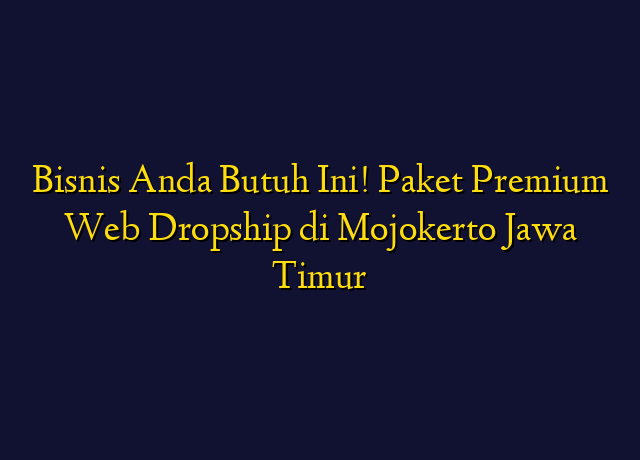 Bisnis Anda Butuh Ini! Paket Premium
Web Dropship di Mojokerto Jawa
Timur